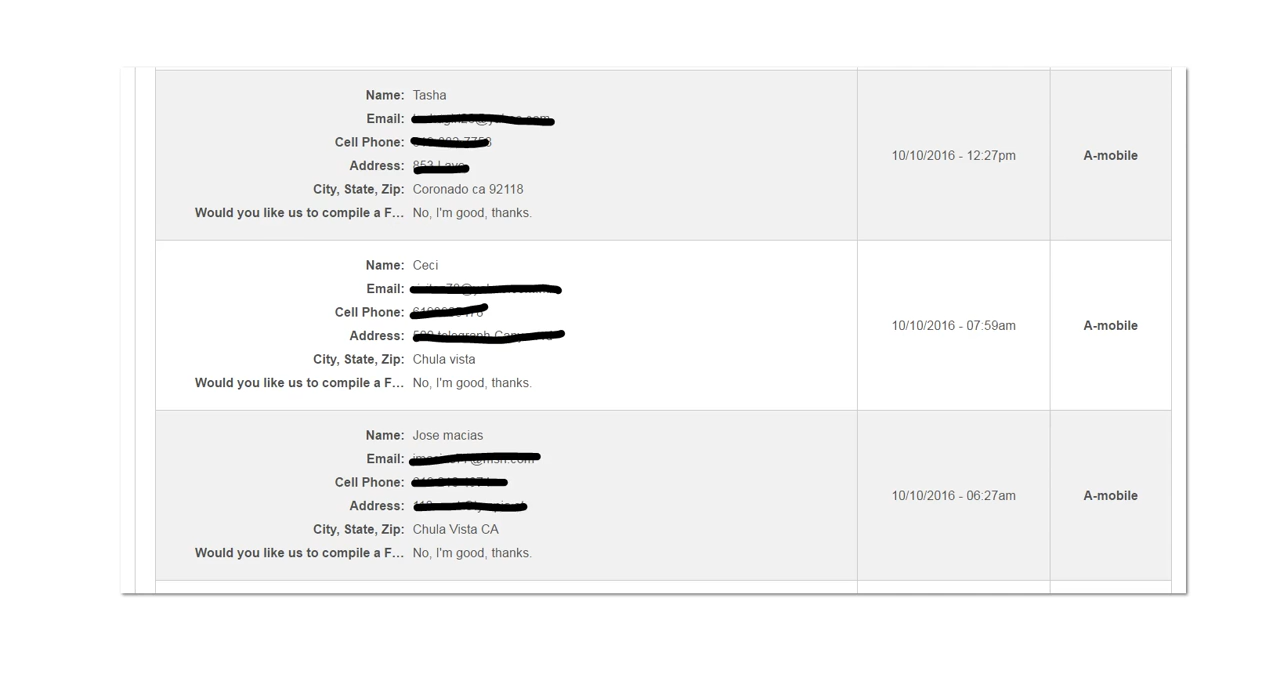 Name: Tasha
Email:
Cell Phone:
Address:
City, State, Zip: Coronado ca 92118
Would you like us to compile a F... No, I'm good, thanks.
10/10/2016 - 12:27pm
A-mobile
Name: Ceci
Email:
Cell Phone:
Address:
City, State, Zip: Chula vista
Would you like us to compile a F... No, I'm good, thanks.
10/10/2016 - 07:59am
A-mobile
Name: Jose macias
Email:
Cell Phone:
Address:
City, State, Zip: Chula Vista CA
Would you like us to compile a F... No, I'm good, thanks.
10/10/2016 - 06:27am
A-mobile